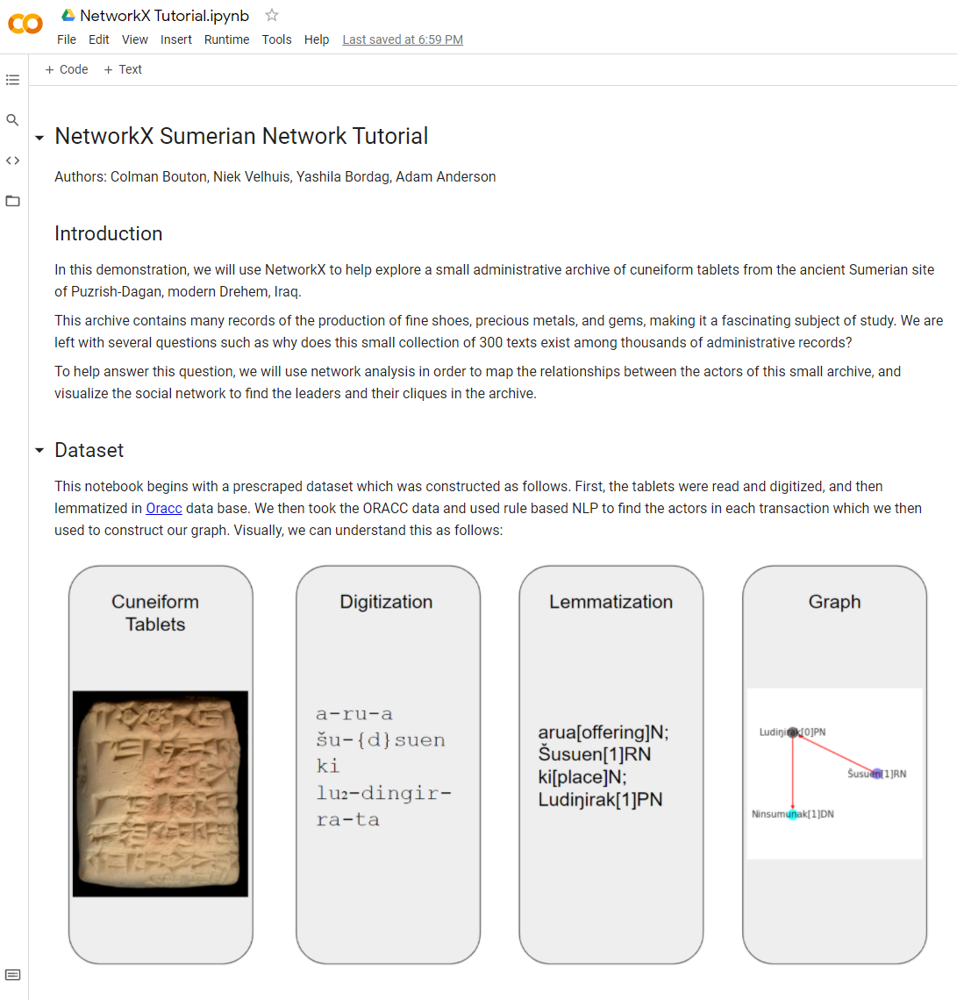 NetworkX Tutorial.ipynb
File Edit View Insert Runtime Tools Help Last saved at 6:59 PM
+ Code + Text
NetworkX Sumerian Network Tutorial
Authors: Colman Bouton, Niek Velhuis, Yashila Bordag, Adam Anderson
Introduction
In this demonstration, we will use NetworkX to help explore a small administrative archive of cuneiform tablets from the ancient Sumerian site
of Puzrish-Dagan, modern Drehem, Iraq.
This archive contains many records of the production of fine shoes, precious metals, and gems, making it a fascinating subject of study. We are
left with several questions such as why does this small collection of 300 texts exist among thousands of administrative records?
To help answer this question, we will use network analysis in order to map the relationships between the actors of this small archive, and
visualize the social network to find the leaders and their cliques in the archive.
Dataset
This notebook begins with a prescraped dataset which was constructed as follows. First, the tablets were read and digitized, and then
lemmatized in Oracc data base. We then took the ORACC data and used rule based NLP to find the actors in each transaction which we then
used to construct our graph. Visually, we can understand this as follows:
Cuneiform
Tablets
Digitization
a-ru-a
šu-{d}suen
ki
lu₂-dingir-
ra-ta
Lemmatization
arua[offering]N;
Šusuen[1]RN
ki[place]N;
Ludiŋirak[1]PN
Graph
Ludiŋirak[0]PN
Šusuen[1]RN
Ninsumunak[1]DN